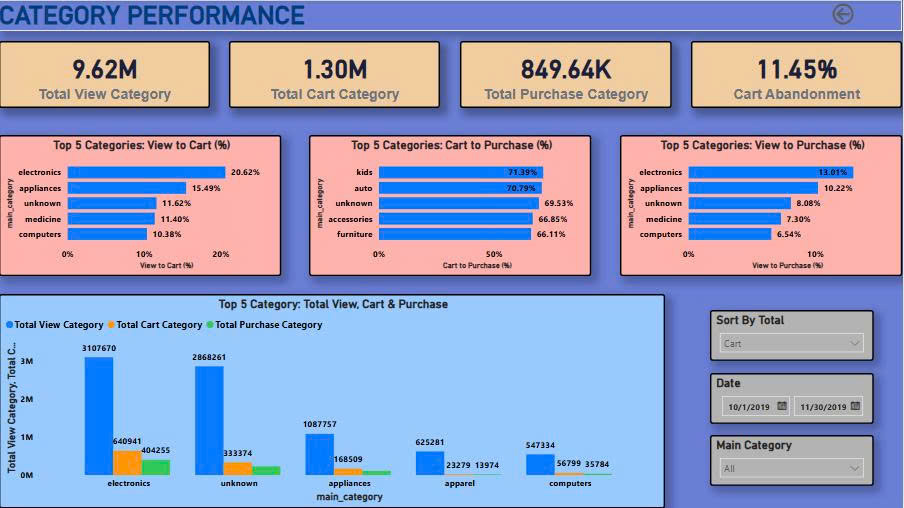 CATEGORY PERFORMANCE
9.62M
Total View Category
1.30M
Total Cart Category
849.64K
Total Purchase Category
11.45%
Cart Abandonment
Top 5 Categories: View to Cart (%)
main_category
electronics 20.62%
appliances 15.49%
unknown 11.62%
medicine 11.40%
computers 10.38%
0% 10% 20%
View to Cart (%)
Top 5 Categories: Cart to Purchase (%)
main_category
kids 71.39%
auto 70.79%
unknown 69.53%
accessories 66.85%
furniture 66.11%
0% 50%
Cart to Purchase (%)
Top 5 Categories: View to Purchase (%)
main_category
electronics 13.01%
appliances 10.22%
unknown 8.08%
medicine 7.30%
computers 6.54%
0% 10%
View to Purchase (%)
Top 5 Category: Total View, Cart & Purchase
Total View Category Total Cart Category Total Purchase Category
Total View Category, Total C...
3M
2M
1M
0M
3107670 640941 404255
2868261 333374
1087757 168509
625281 23279 13974
547334 56799 35784
electronics unknown appliances apparel computers
main_category
Sort By Total
Cart
Date
10/1/2019 11/30/2019
Main Category
All